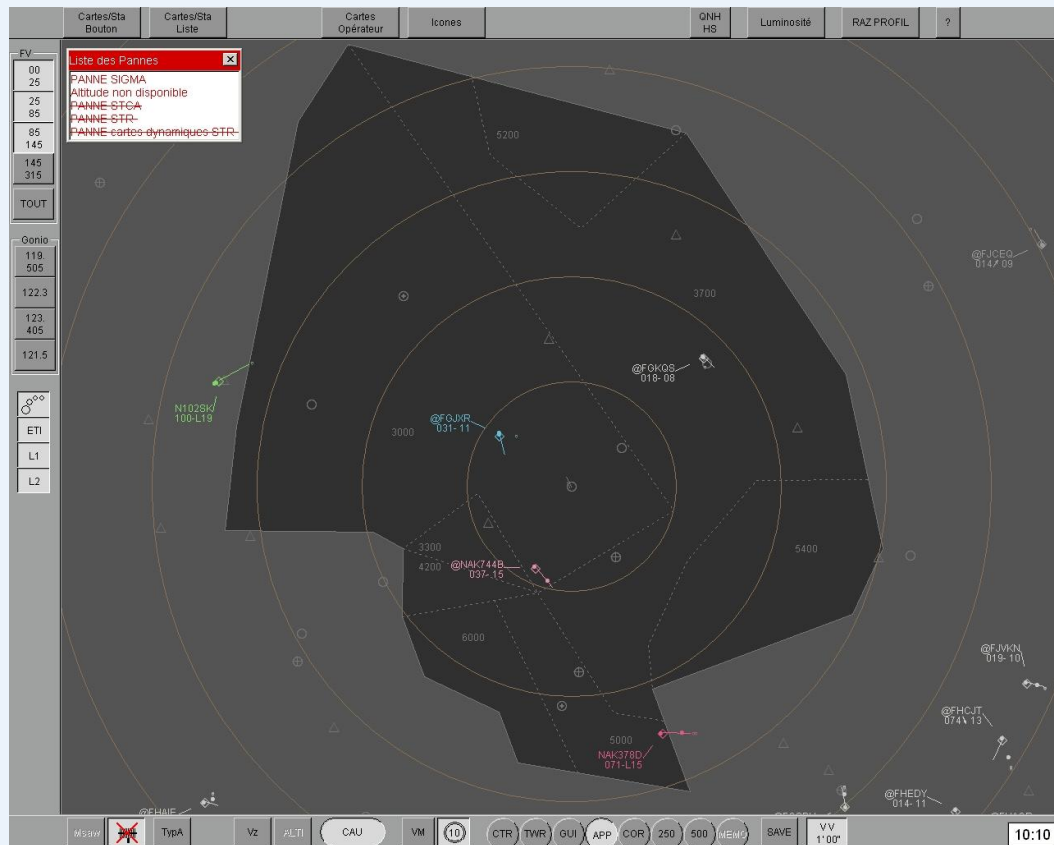 Cartes/Sta
Bouton
Cartes/Sta
Liste
Cartes
Opérateur
Icones
QNH
HS
Luminosité
RAZ PROFIL
?
FV
00
25
25
85
85
145
145
315
TOUT
Gonio
119.
505
122.3
123.
405
121.5
ETI
L1
L2
Liste des Pannes
PANNE SIGMA
Altitude non disponible
PANNE STCA
PANNE STR
PANNE cartes dynamiques STR
5200
@FJCEQ
014 09
3700
@FGKQS
018- 08
N102SK
100-L19
@FGJXR
031- 11
3000
3300
4200
@NAK744B
037- 15
5400
6000
@FJVKN
019- 10
@FHCJT
074 13
5000
NAK378D
071-L15
@FHEDY
014- 11
Msaw
TypA
Vz
ALTI
CAU
VM
10
CTR
TWR
GUI
APP
COR
250
500
MEMO
SAVE
VV
1'00"
10:10